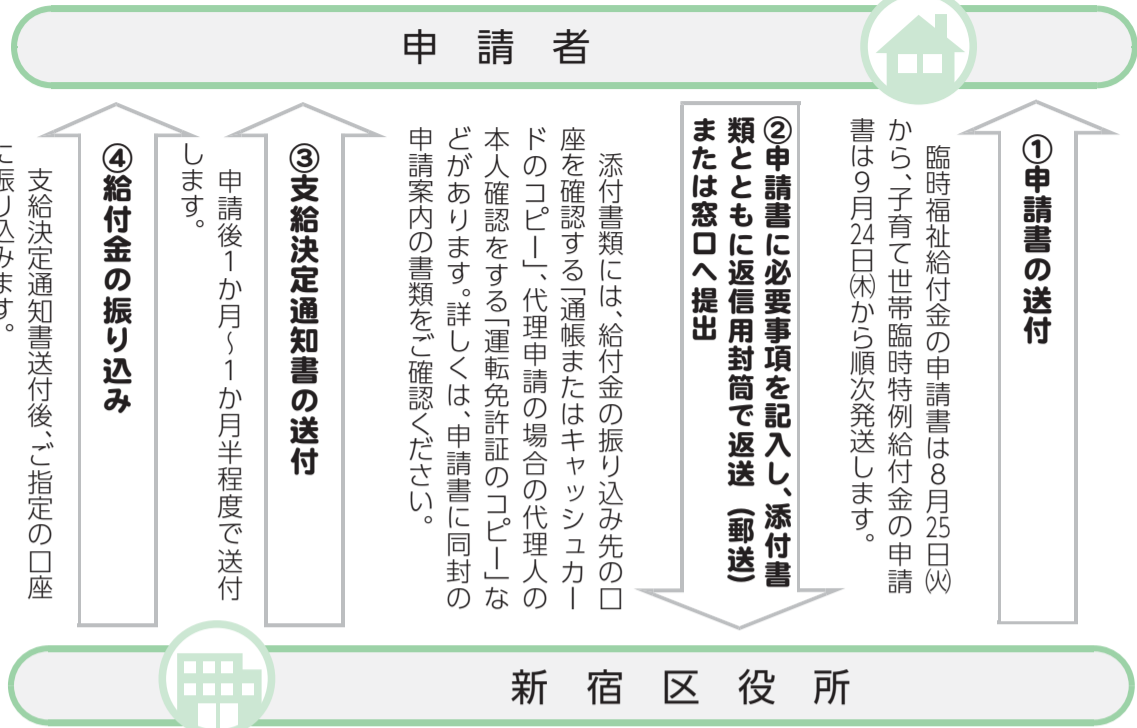 申請者
①申請書の送付
臨時福祉給付金の申請書は8月25日㈫
から、子育て世帯臨時特例給付金の申請
書は9月24日㈭から順次発送します。
②申請書に必要事項を記入し、添付書
類とともに返信用封筒で返送（郵送）
または窓口へ提出
添付書類には、給付金の振り込み先の口
座を確認する「通帳またはキャッシュカー
ドのコピー」、代理申請の場合の代理人の
本人確認をする「運転免許証のコピー」な
どがあります。詳しくは、申請書に同封の
申請案内の書類をご確認ください。
③支給決定通知書の送付
申請後1か月～1か月半程度で送付
します。
④給付金の振り込み
支給決定通知書送付後、ご指定の口座
に振り込みます。
新宿区役所